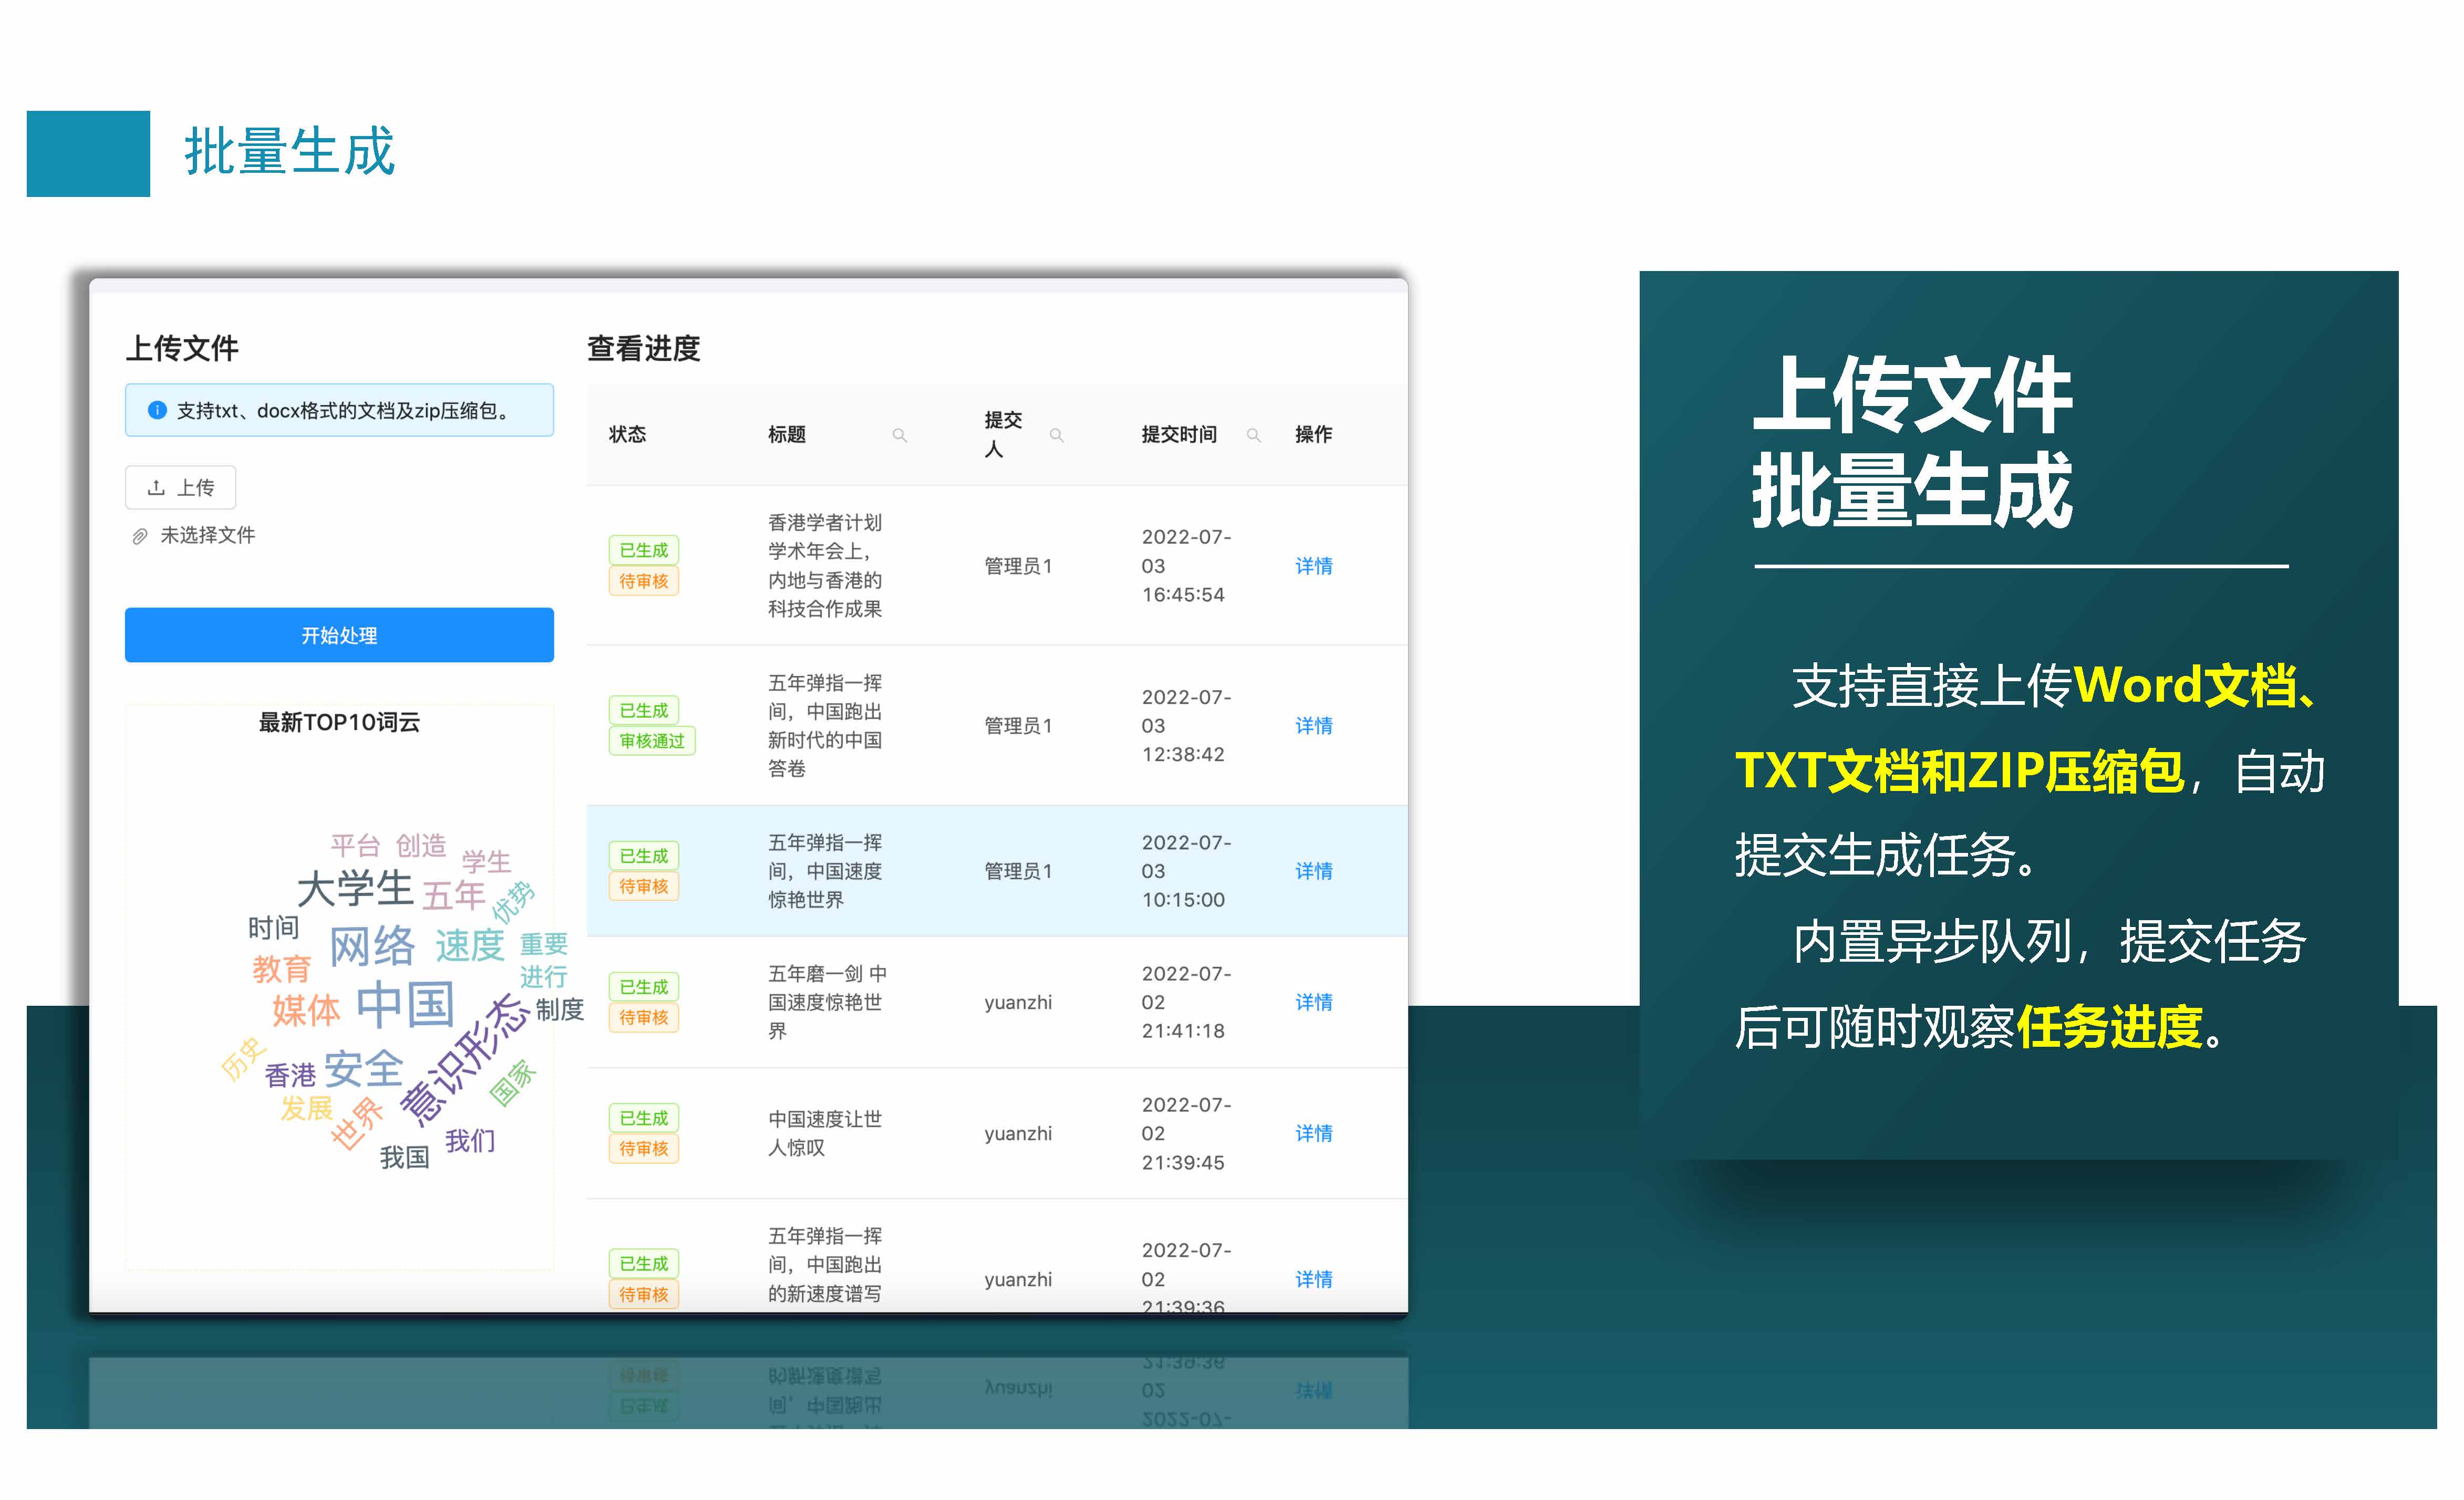 批量生成
上传文件
支持txt、docx格式的文档及zip压缩包。
上传
未选择文件
开始处理
最新TOP10词云
平台 创造 学生
大学生 五年 优势
时间 网络 速度 重要
教育 进行
媒体 中国 意识形态 制度
历史 香港 安全 国家
发展 世界
我国 我们
查看进度
状态 标题 提交人 提交时间 操作
已生成
待审核
香港学者计划
学术年会上，
内地与香港的
科技合作成果
管理员1
2022-07-
03
16:45:54
详情
已生成
审核通过
五年弹指一挥
间，中国跑出
新时代的中国
答卷
管理员1
2022-07-
03
12:38:42
详情
已生成
待审核
五年弹指一挥
间，中国速度
惊艳世界
管理员1
2022-07-
03
10:15:00
详情
已生成
待审核
五年磨一剑 中
国速度惊艳世
界
yuanzhi
2022-07-
02
21:41:18
详情
已生成
待审核
中国速度让世
人惊叹
yuanzhi
2022-07-
02
21:39:45
详情
已生成
待审核
五年弹指一挥
间，中国跑出
的新速度谱写
yuanzhi
2022-07-
02
21:39:36
详情
上传文件
批量生成
支持直接上传Word文档、
TXT文档和ZIP压缩包，自动
提交生成任务。
内置异步队列，提交任务
后可随时观察任务进度。